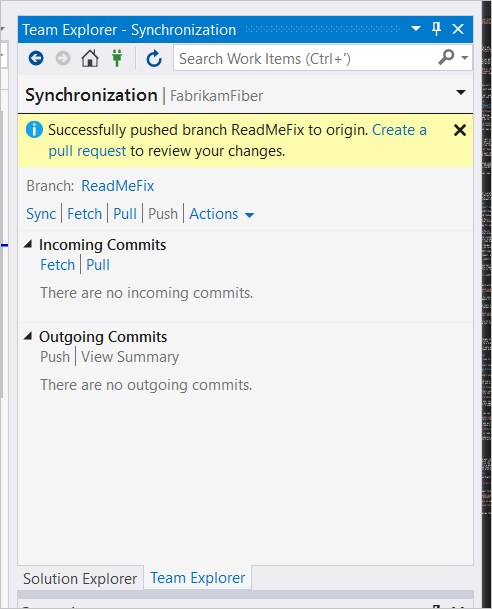 Team Explorer - Synchronization
Search Work Items (Ctrl+')
Synchronization | FabrikamFiber
Successfully pushed branch ReadMeFix to origin. Create a
pull request to review your changes.
Branch: ReadMeFix
Sync | Fetch | Pull | Push | Actions
Incoming Commits
Fetch | Pull
There are no incoming commits.
Outgoing Commits
Push | View Summary
There are no outgoing commits.
Solution Explorer Team Explorer